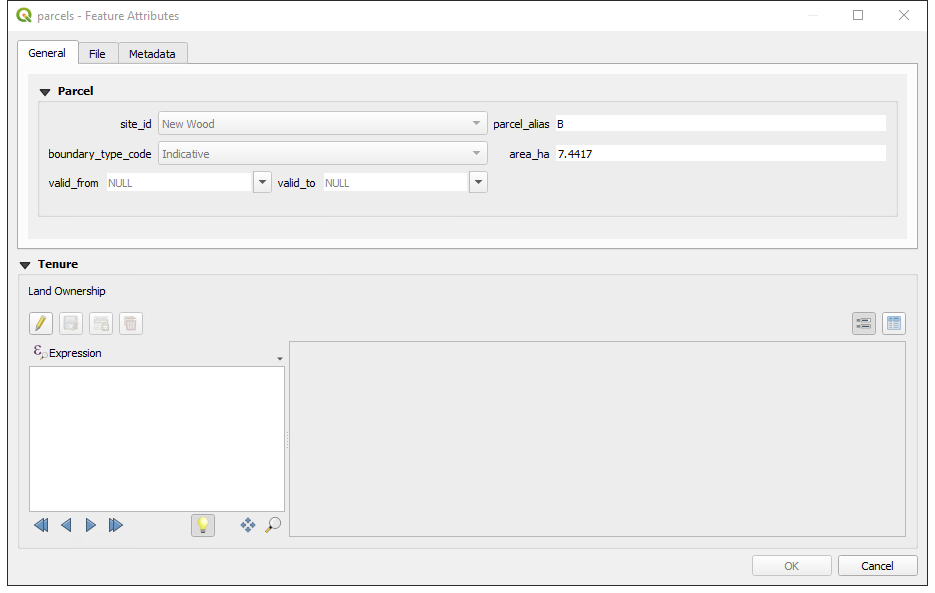 parcels - Feature Attributes
General File Metadata
Parcel
site_id New Wood parcel_alias B
boundary_type_code Indicative area_ha 7.4417
valid_from NULL valid_to NULL
Tenure
Land Ownership
Expression
OK Cancel